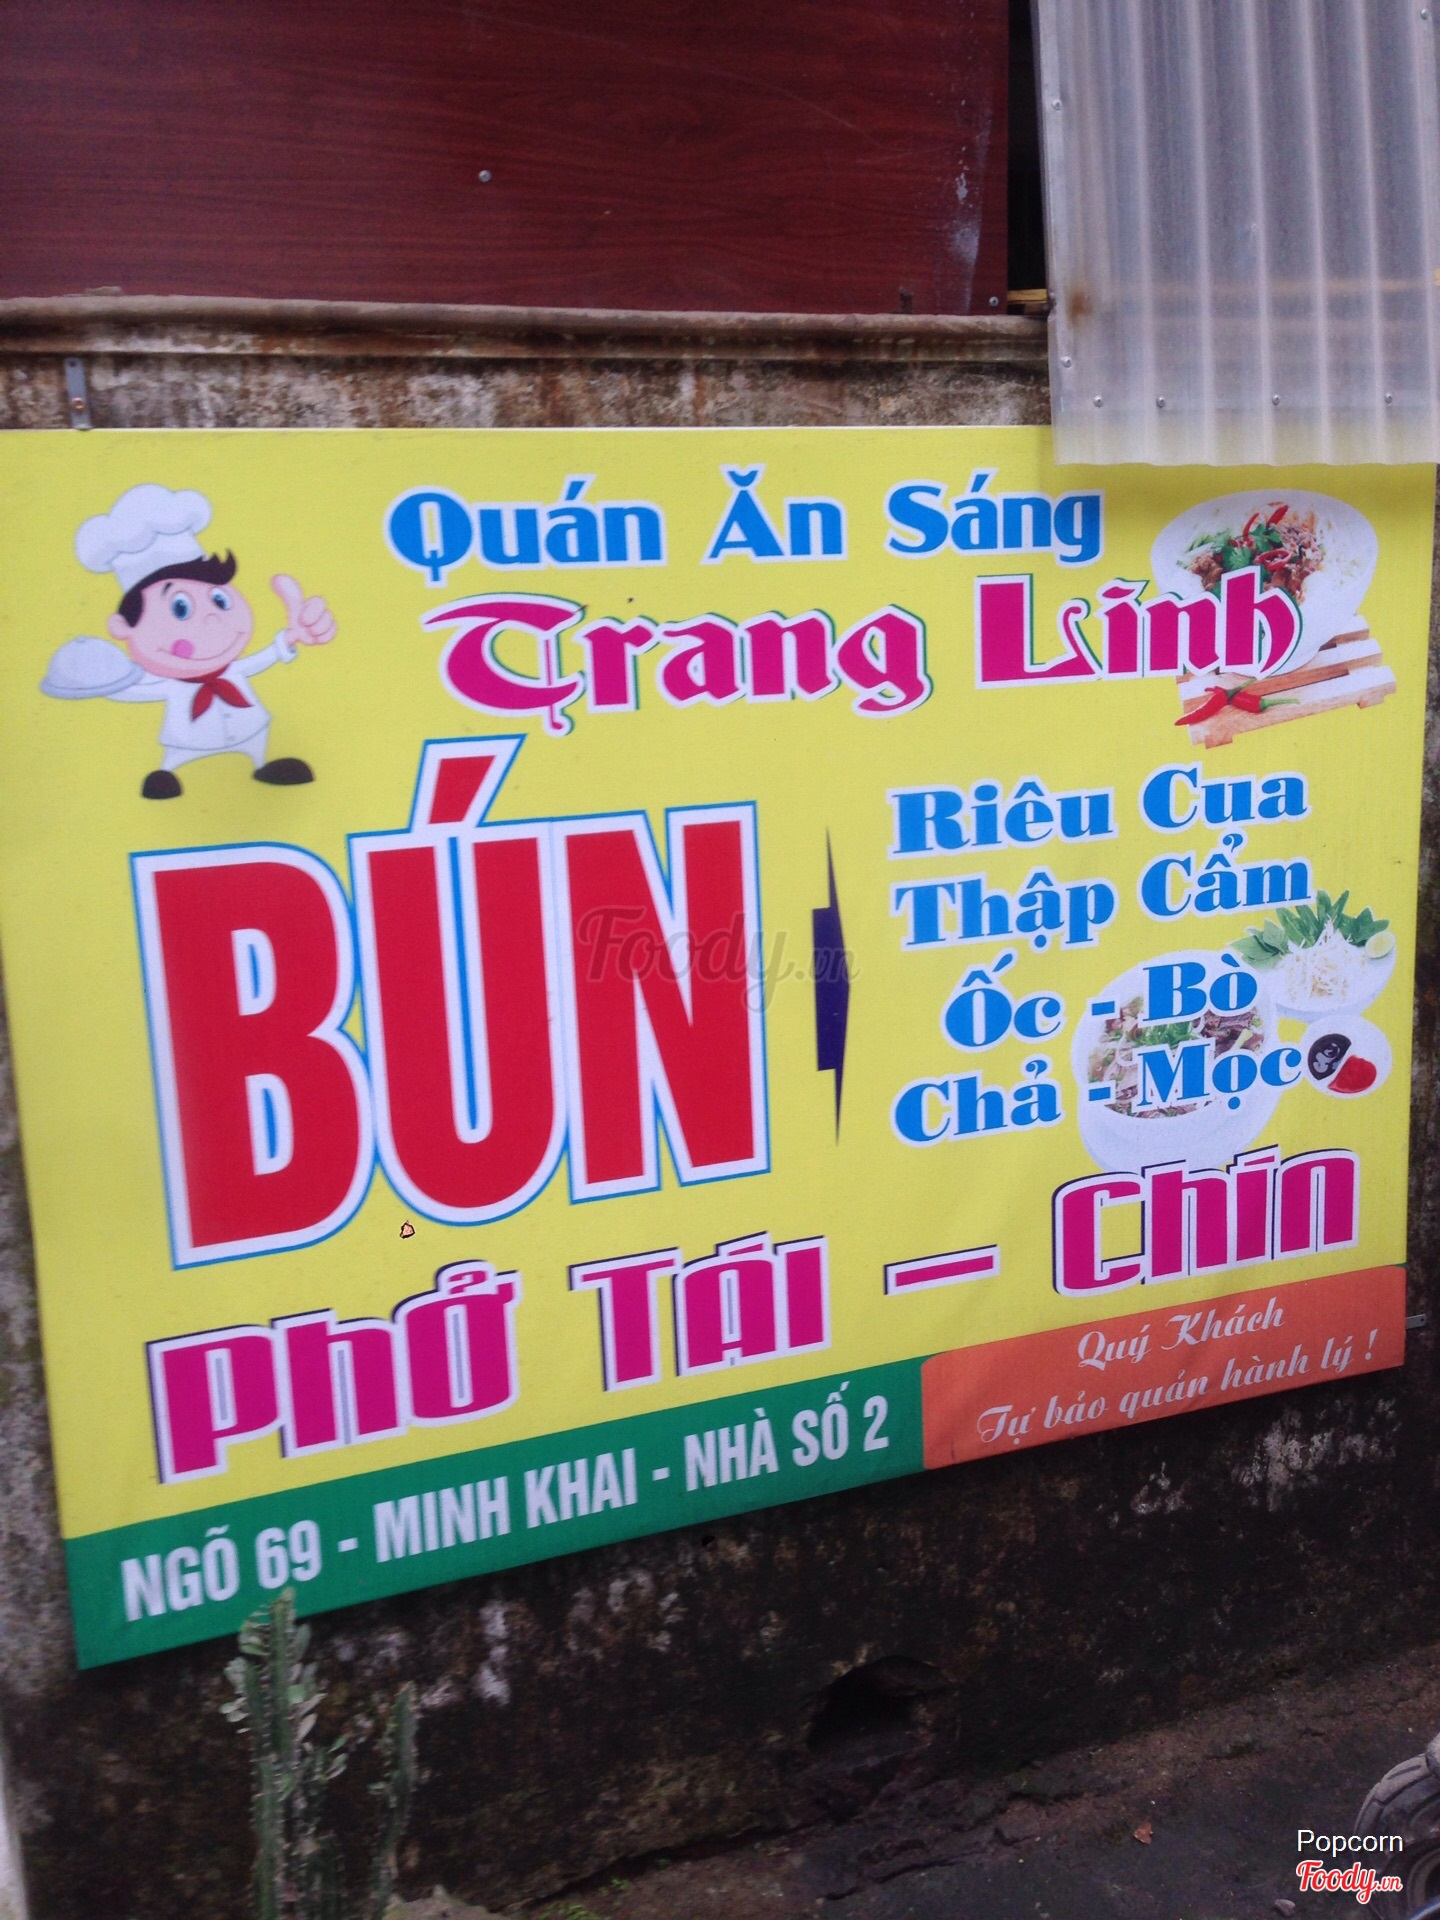 Quán Ăn Sáng
Trang Lĩnh
BÚN
Riêu Cua
Thập Cẩm
Ốc - Bò
Chả - Mọc
Phở Tái - Chín
Quý Khách
Tự bảo quản hành lý !
NGÕ 69 - MINH KHAI - NHÀ SỐ 2
Foody.vn
Popcorn
Foody.vn